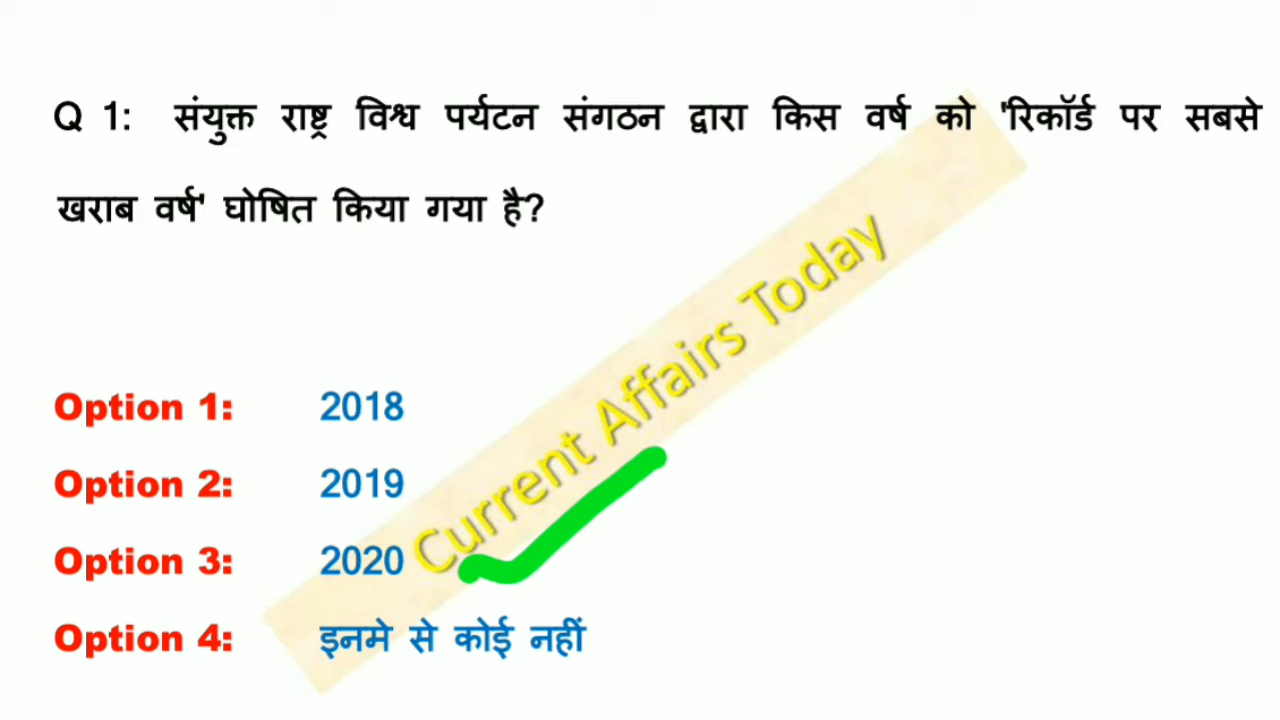 Q 1: संयुक्त राष्ट्र विश्व पर्यटन संगठन द्वारा किस वर्ष को 'रिकॉर्ड पर सबसे
खराब वर्ष' घोषित किया गया है?
Current Affairs Today
Option 1: 2018
Option 2: 2019
Option 3: 2020
Option 4: इनमे से कोई नहीं